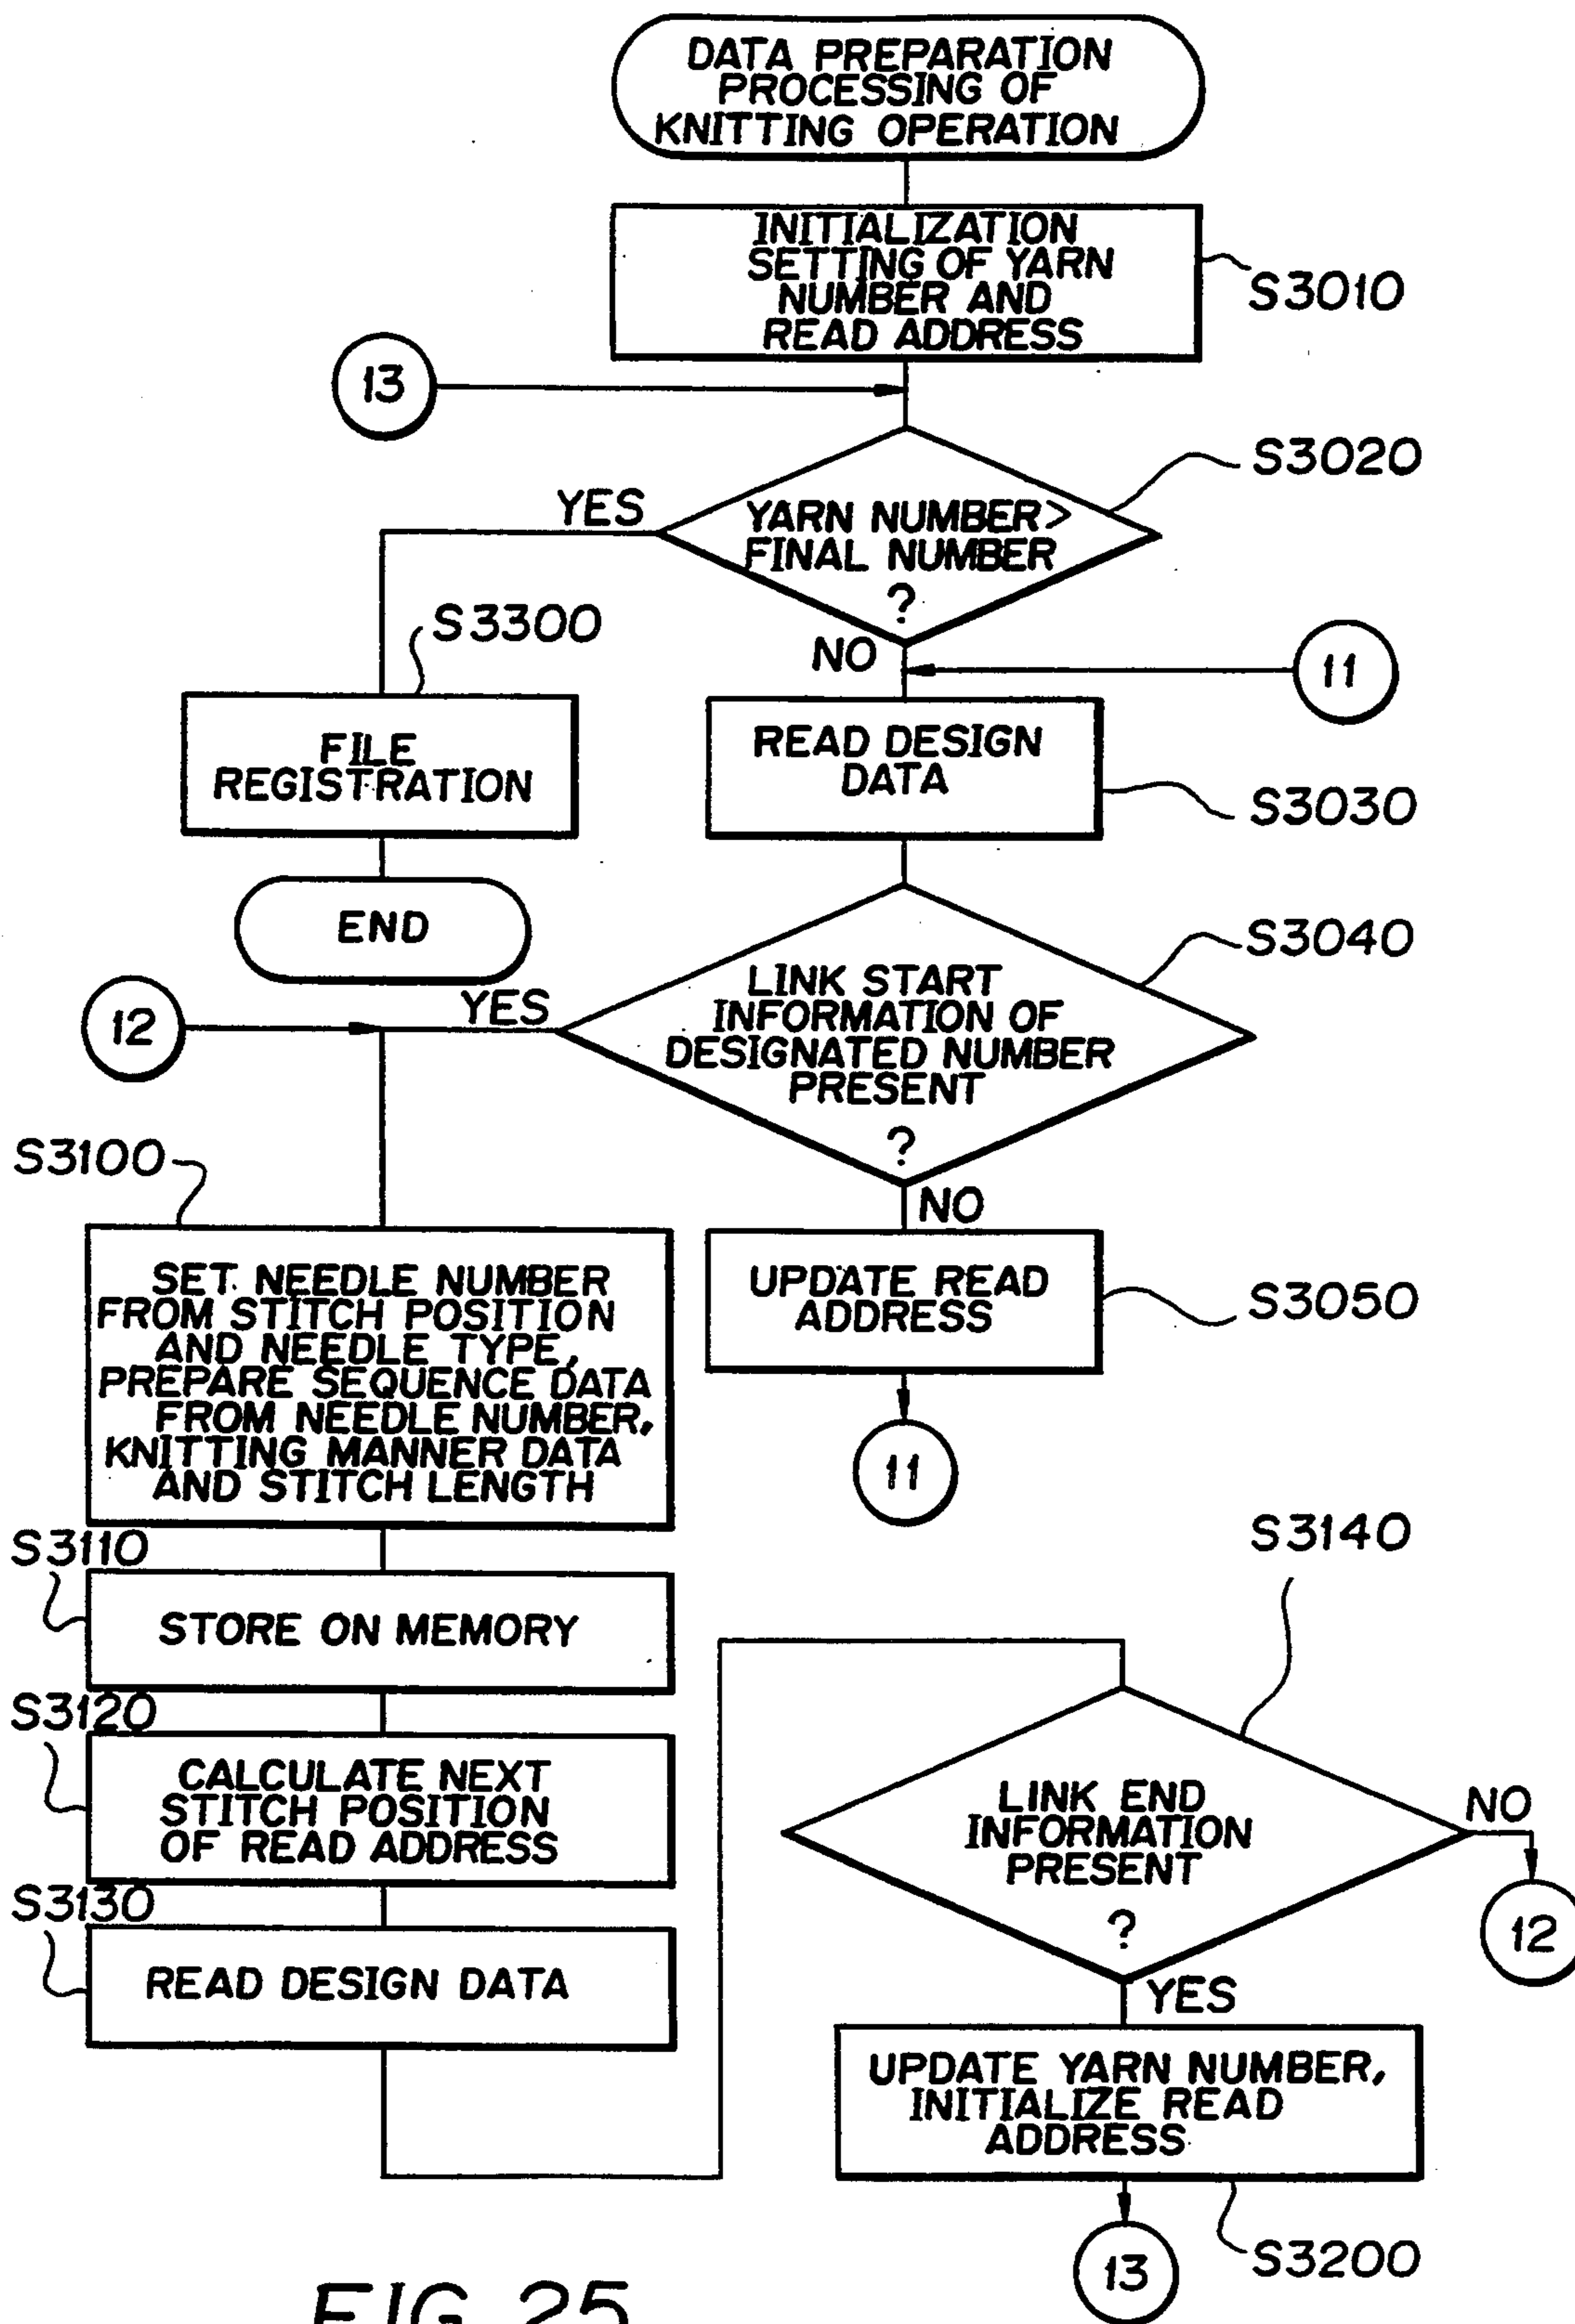 DATA PREPARATION
PROCESSING OF
KNITTING OPERATION
INITIALIZATION
SETTING OF YARN
NUMBER AND
READ ADDRESS
S3010
13
S3020
YES
YARN NUMBER>
FINAL NUMBER
?
S3300
NO
11
FILE
REGISTRATION
READ DESIGN
DATA
S3030
END
S3040
12
YES
LINK START
INFORMATION OF
DESIGNATED NUMBER
PRESENT
?
S3100
NO
SET NEEDLE NUMBER
FROM STITCH POSITION
AND NEEDLE TYPE,
PREPARE SEQUENCE DATA
FROM NEEDLE NUMBER,
KNITTING MANNER DATA
AND STITCH LENGTH
UPDATE READ
ADDRESS
S3050
11
S3110
STORE ON MEMORY
S3140
S3120
CALCULATE NEXT
STITCH POSITION
OF READ ADDRESS
LINK END
INFORMATION
PRESENT
?
NO
12
S3130
READ DESIGN DATA
YES
UPDATE YARN NUMBER,
INITIALIZE READ
ADDRESS
S3200
13
FIG. 25